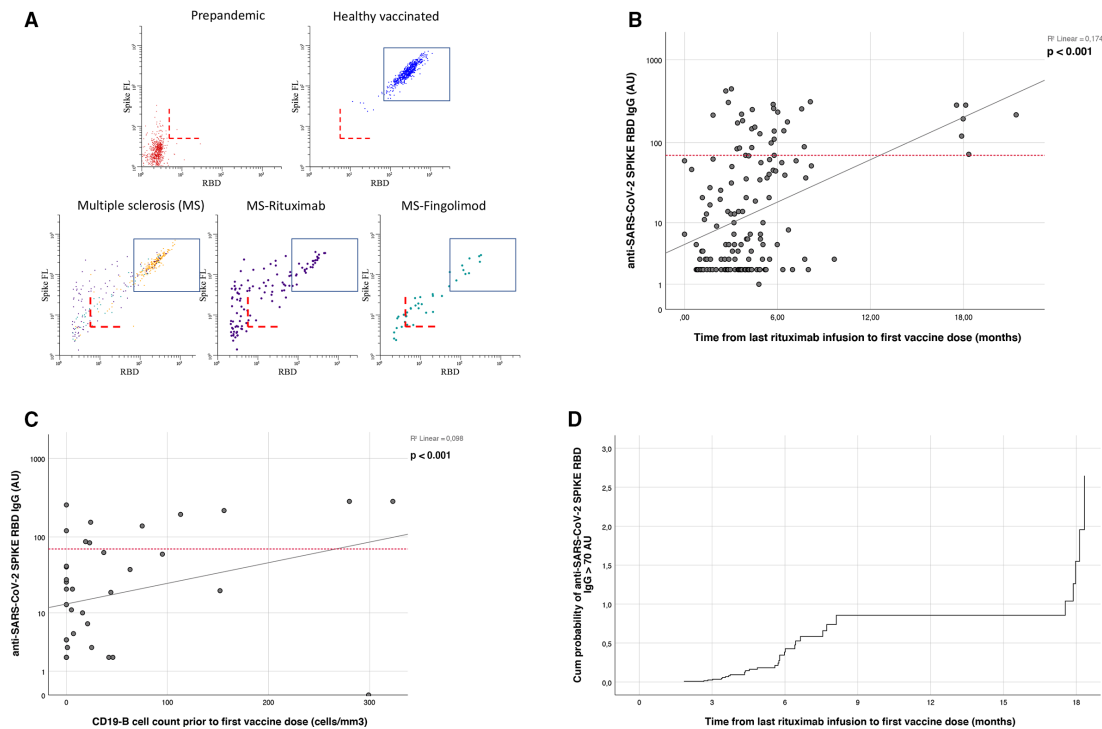 A
Prepandemic
Healthy vaccinated
Spike FL
RBD
Spike FL
RBD
Multiple sclerosis (MS)
MS-Rituximab
MS-Fingolimod
Spike FL
RBD
Spike FL
RBD
Spike FL
RBD
B
R² Linear = 0,174
p < 0.001
anti-SARS-CoV-2 SPIKE RBD IgG (AU)
1000
100
10
1
0
,00
6,00
12,00
18,00
Time from last rituximab infusion to first vaccine dose (months)
C
R² Linear = 0,098
p < 0.001
anti-SARS-CoV-2 SPIKE RBD IgG (AU)
1000
100
10
1
0
0
100
200
300
CD19-B cell count prior to first vaccine dose (cells/mm3)
D
Cum probability of anti-SARS-CoV-2 SPIKE RBD
IgG > 70 AU
3,0
2,5
2,0
1,5
1,0
0,5
0,0
0
3
6
9
12
15
18
Time from last rituximab infusion to first vaccine dose (months)